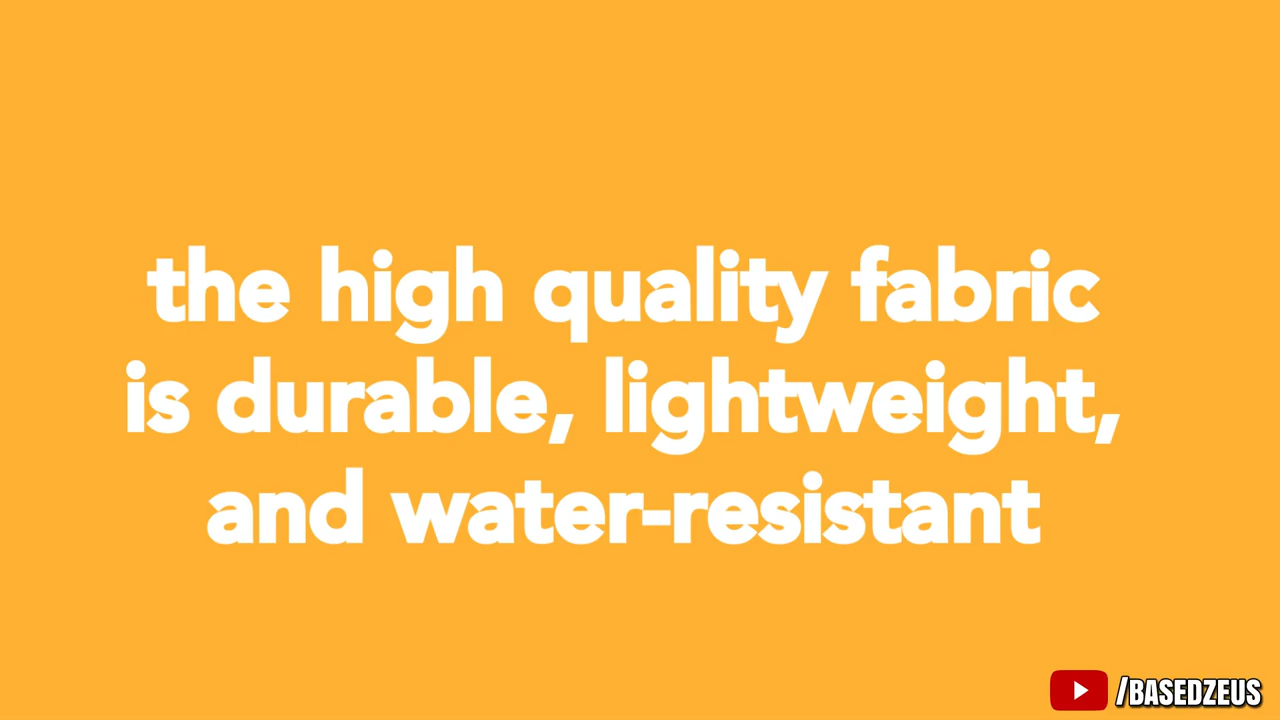 the high quality fabric
is durable, lightweight,
and water-resistant
/BASEDZEUS